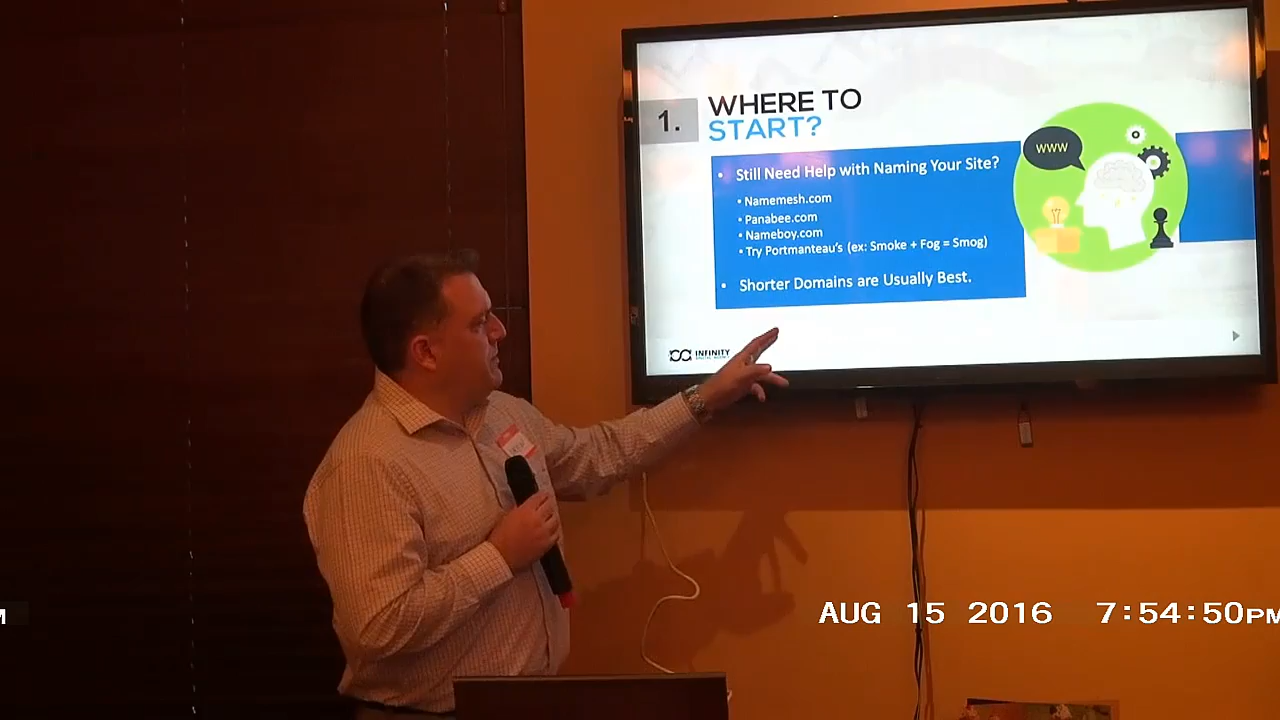 1.
WHERE TO
START?
• Still Need Help with Naming Your Site?
▪ Namemesh.com
▪ Panabee.com
▪ Nameboy.com
▪ Try Portmanteau's (ex: Smoke + Fog = Smog)
• Shorter Domains are Usually Best.
WWW
INFINITY
M
AUG 15 2016 7:54:50PM